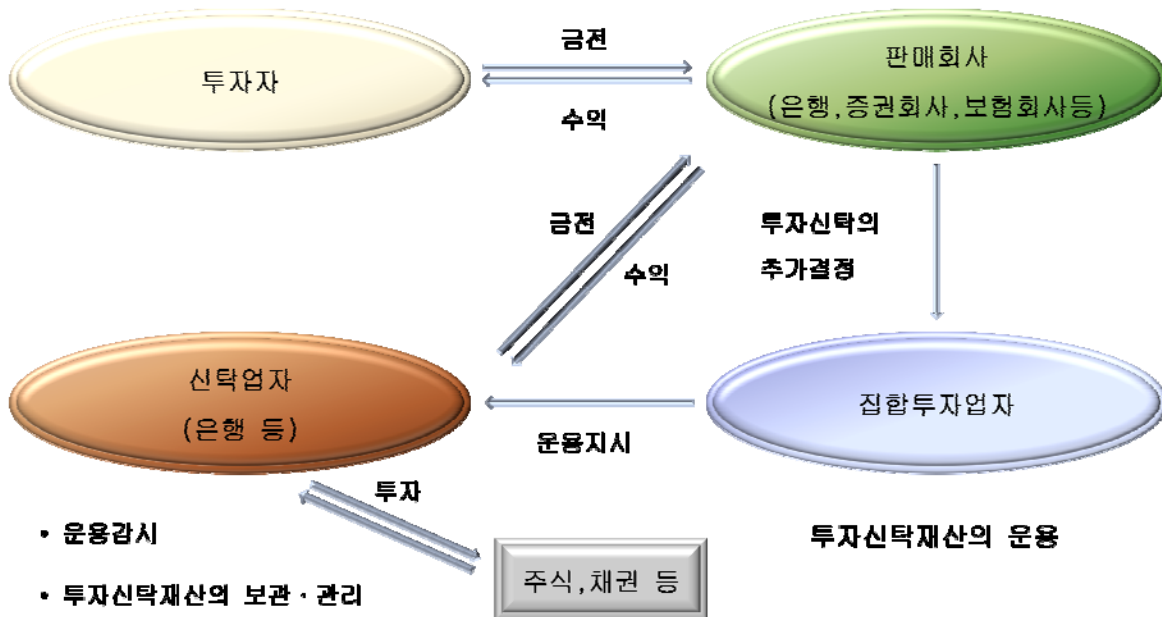 금전
투자자
판매회사
(은행,증권회사,보험회사등)
수익
금전
투자신탁의
수익
추가결정
신탁업자
(은행 등)
집합투자업자
운용지시
투자
• 운용감시
투자신탁재산의 운용
주식,채권 등
• 투자신탁재산의 보관·관리